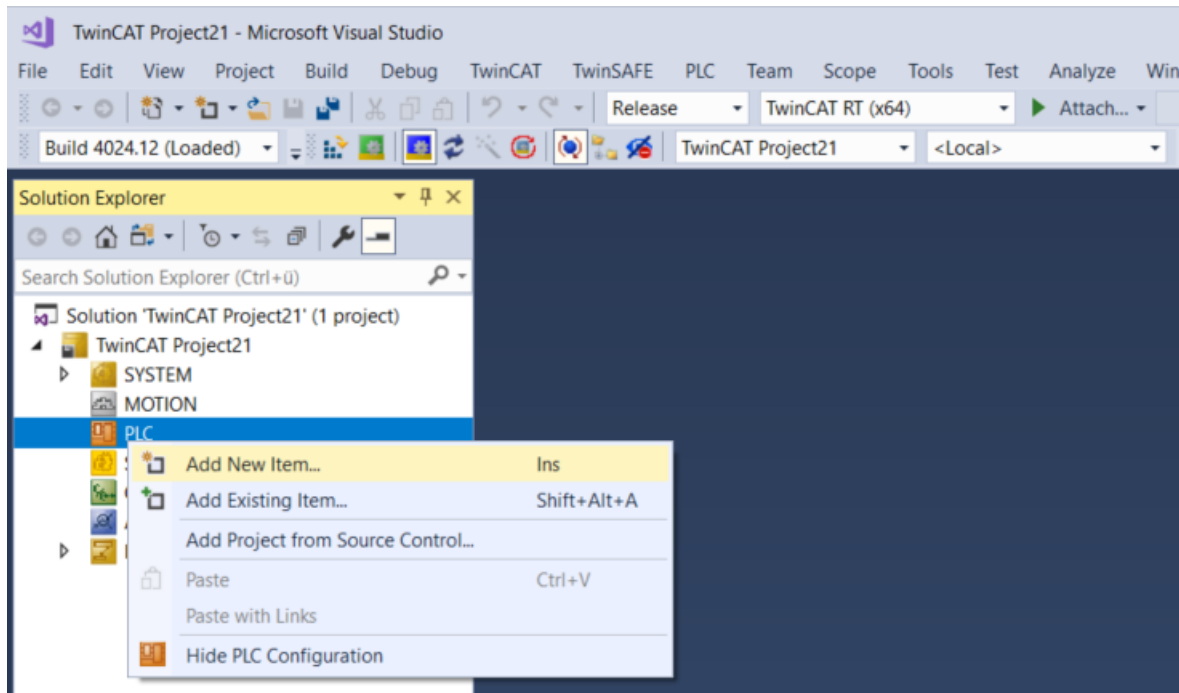 TwinCAT Project21 - Microsoft Visual Studio
File Edit View Project Build Debug TwinCAT TwinSAFE PLC Team Scope Tools Test Analyze Win
Release TwinCAT RT (x64) Attach...
Build 4024.12 (Loaded) TwinCAT Project21 <Local>
Solution Explorer
Search Solution Explorer (Ctrl+ü)
Solution 'TwinCAT Project21' (1 project)
TwinCAT Project21
SYSTEM
MOTION
PLC
Add New Item... Ins
Add Existing Item... Shift+Alt+A
Add Project from Source Control...
Paste Ctrl+V
Paste with Links
Hide PLC Configuration